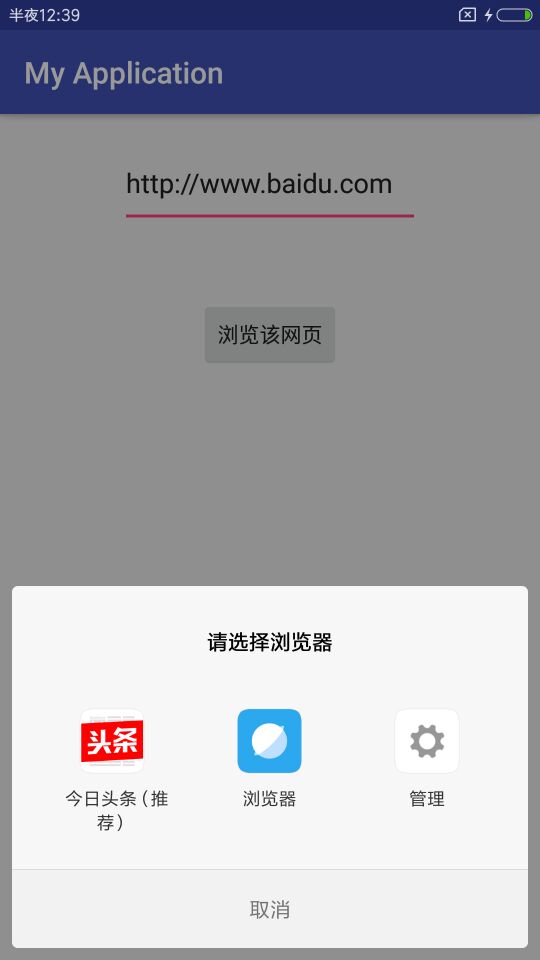 半夜12:39
My Application
http://www.baidu.com
浏览该网页
请选择浏览器
头条
今日头条（推
荐）
浏览器
管理
取消